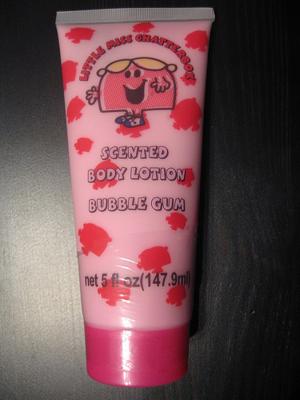 LITTLE MISS CHATTERBOX
SCENTED
BODY LOTION
BUBBLE GUM
net 5 fl oz(147.9ml)